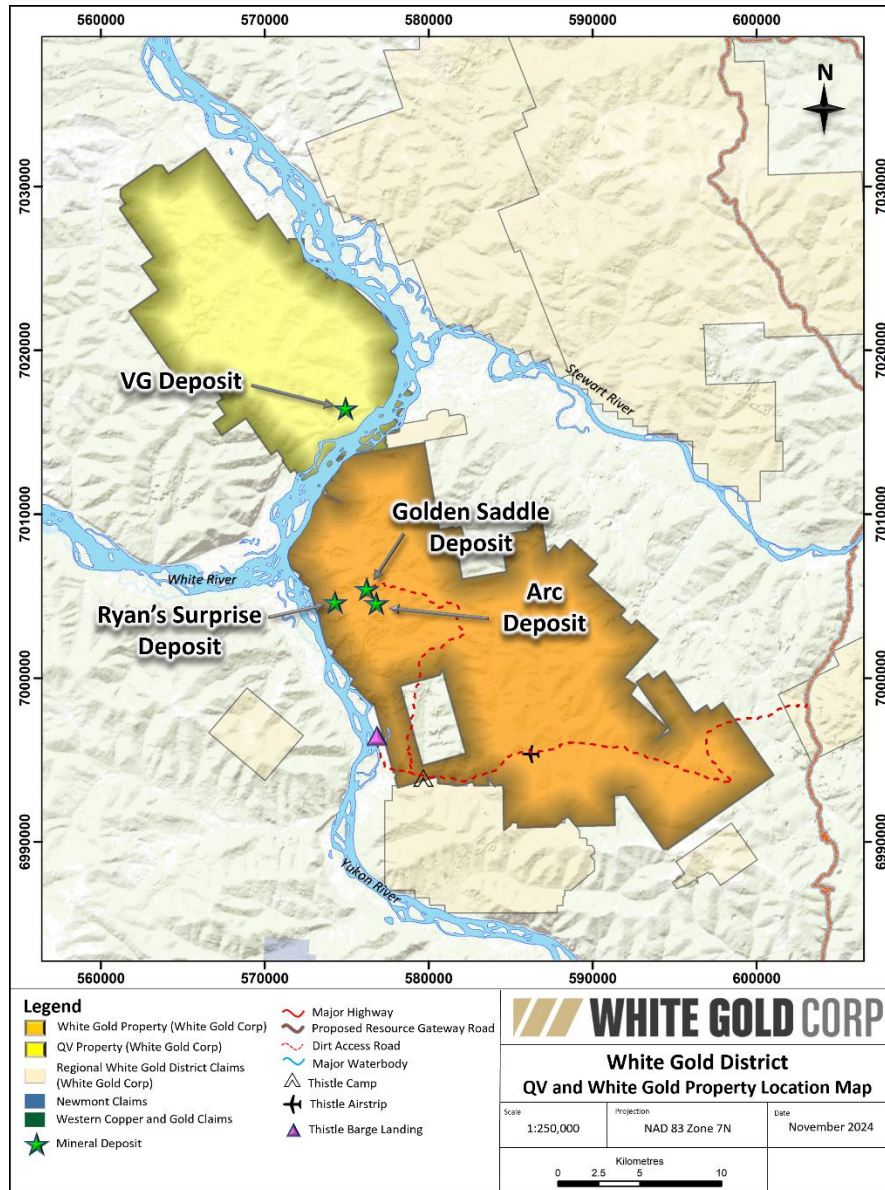 560000 570000 580000 590000 600000
N
7030000 7030000
7020000 7020000
VG Deposit
Stewart River
7010000 7010000
Golden Saddle
Deposit
White River
Ryan's Surprise
Deposit
Arc
Deposit
7000000 7000000
6990000 6990000
Yukon River
560000 570000 580000 590000 600000
Legend
White Gold Property (White Gold Corp)
QV Property (White Gold Corp)
Regional White Gold District Claims
(White Gold Corp)
Newmont Claims
Western Copper and Gold Claims
Mineral Deposit
Major Highway
Proposed Resource Gateway Road
Dirt Access Road
Major Waterbody
Thistle Camp
Thistle Airstrip
Thistle Barge Landing
WHITE GOLD CORP
White Gold District
QV and White Gold Property Location Map
Scale
1:250,000
Projection
NAD 83 Zone 7N
Date
November 2024
Kilometres
0 2.5 5 10